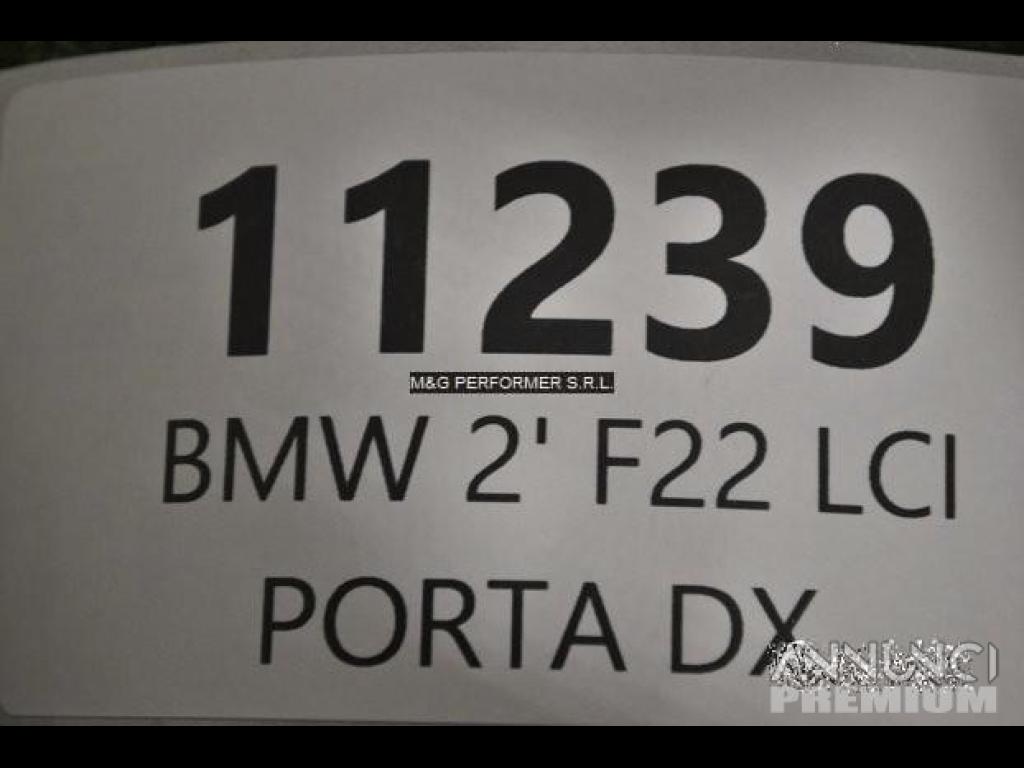 11239
M&G PERFORMER S.R.L.
BMW 2' F22 LCI
PORTA DX
ANNUNCI
PREMIUM